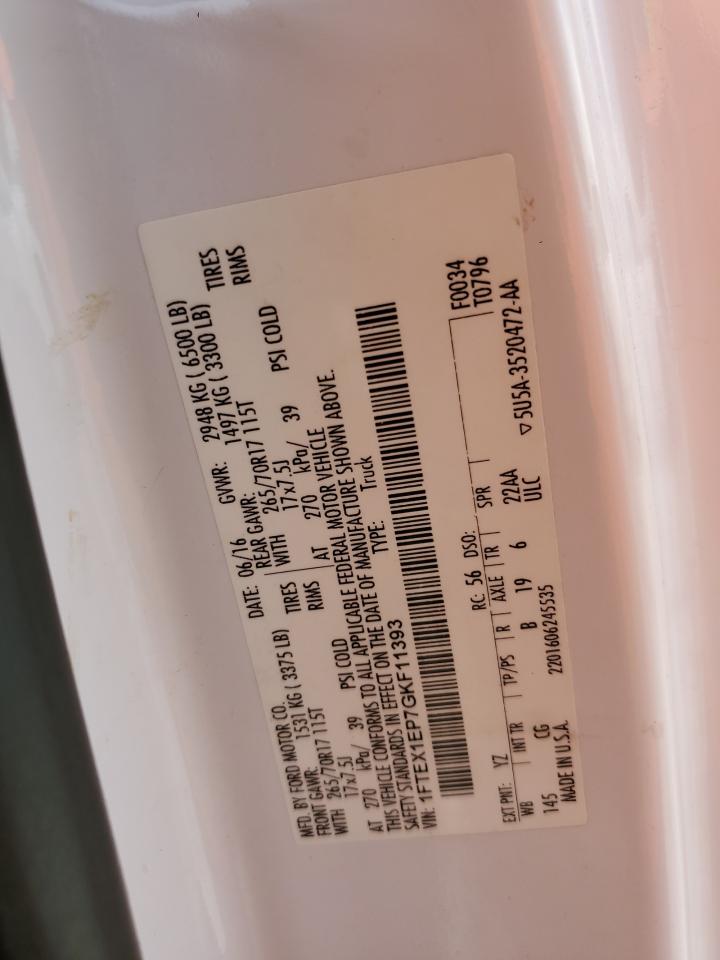 MFD. BY FORD MOTOR CO. DATE: 06/16 GVWR: 2948 KG ( 6500 LB)
FRONT GAWR: 1531 KG ( 3375 LB) REAR GAWR: 1497 KG ( 3300 LB)
WITH 265/70R17 115T TIRES WITH 265/70R17 115T TIRES
17x7.5J RIMS 17x7.5J RIMS
AT 270 kPa/ 39 PSI COLD AT 270 kPa/ 39 PSI COLD
THIS VEHICLE CONFORMS TO ALL APPLICABLE FEDERAL MOTOR VEHICLE
SAFETY STANDARDS IN EFFECT ON THE DATE OF MANUFACTURE SHOWN ABOVE.
VIN: 1FTEX1EP7GKF11393 TYPE: Truck
F0034
T0796
EXT PNT: YZ RC: 56 DSO:
WB INT TR TP/PS R AXLE TR SPR
145 CG B 19 6 22AA
ULC
MADE IN U.S.A. 2201606245535 ▽5U5A-3520472-AA